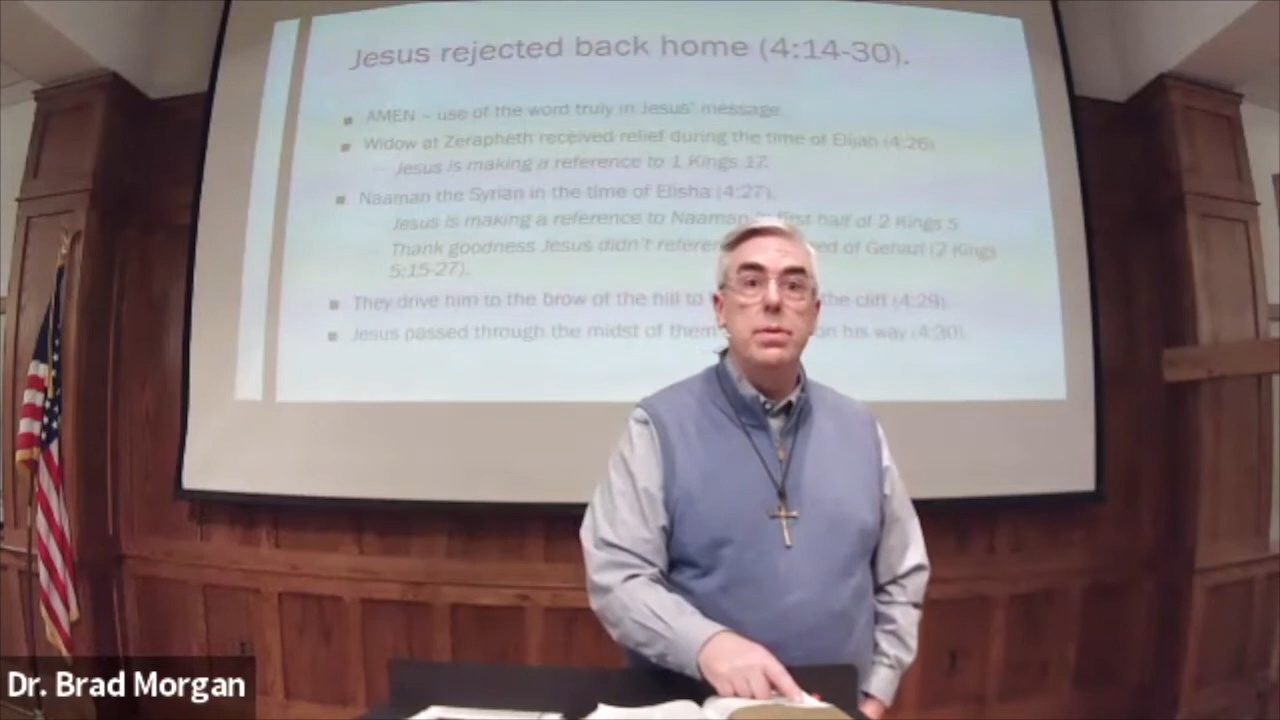 Jesus rejected back home (4:14-30).
AMEN – use of the word truly in Jesus' message.
Widow at Zerapheth received relief during the time of Elijah (4:26)
Jesus is making a reference to 1 Kings 17.
Naaman the Syrian in the time of Elisha (4:27).
Jesus is making a reference to Naaman first half of 2 Kings 5
Thank goodness Jesus didn't of Gehazi (2 Kings
5:15-27).
They drive him to the brow of the hill to the cliff (4:29).
Jesus passed through the midst of them on his way (4:30).
Dr. Brad Morgan